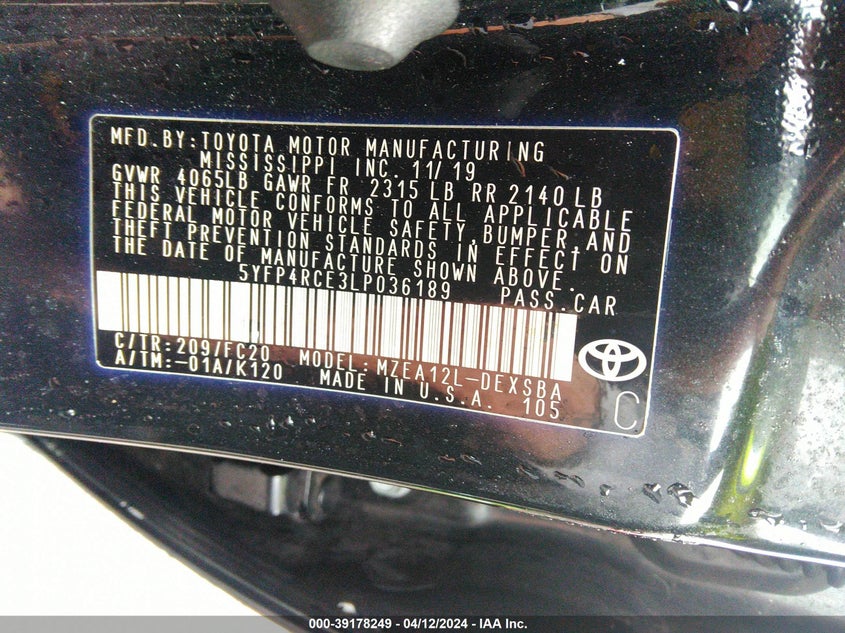 MFD.BY:TOYOTA MOTOR MANUFACTURING
MISSISSIPPI INC. 11/19
GVWR 4065LB GAWR FR 2315 LB RR 2140 LB
THIS VEHICLE CONFORMS TO ALL APPLICABLE
FEDERAL MOTOR VEHICLE SAFETY,BUMPER,AND
THEFT PREVENTION STANDARDS IN EFFECT ON
THE DATE OF MANUFACTURE SHOWN ABOVE.
5YFP4RCE3LP036189 PASS.CAR
C/TR:209/FC20 MODEL:MZEA12L-DEXSBA
A/TM:-01A/K120 MADE IN U.S.A. 105
C
000-39178249 - 04/12/2024 - IAA Inc.